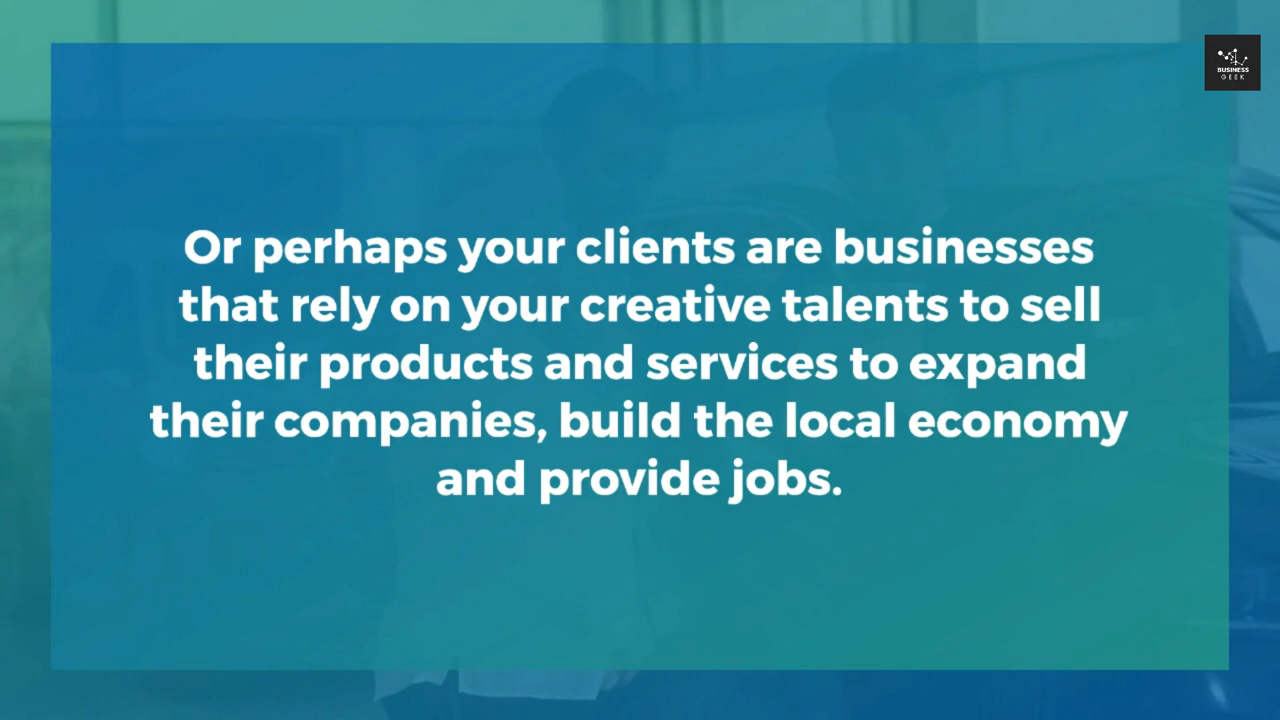 BUSINESS
GEEK
Or perhaps your clients are businesses
that rely on your creative talents to sell
their products and services to expand
their companies, build the local economy
and provide jobs.